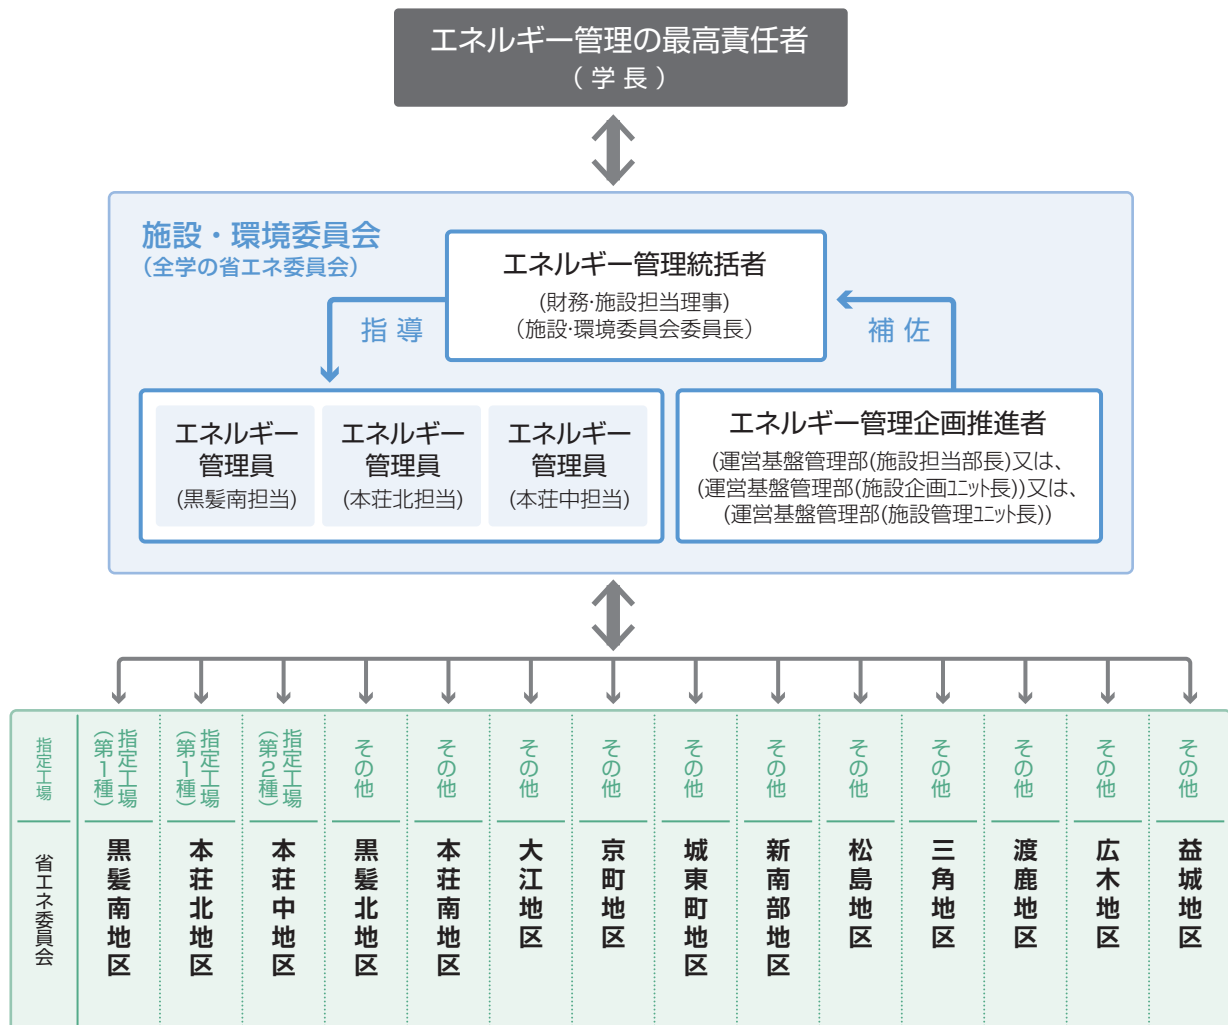 エネルギー管理の最高責任者
（ 学 長 ）
施設・環境委員会
(全学の省エネ委員会)
エネルギー管理統括者
(財務･施設担当理事)
(施設･環境委員会委員長)
指 導
補 佐
エネルギー
管理員
(黒髪南担当)
エネルギー
管理員
(本荘北担当)
エネルギー
管理員
(本荘中担当)
エネルギー管理企画推進者
(運営基盤管理部(施設担当部長)又は、
(運営基盤管理部(施設企画ﾕﾆｯﾄ長))又は、
(運営基盤管理部(施設管理ﾕﾆｯﾄ長))
指定工場
指定工場
(第1種)
指定工場
(第1種)
指定工場
(第2種)
その他
その他
その他
その他
その他
その他
その他
その他
その他
その他
その他
省エネ委員会
黒髪南地区
本荘北地区
本荘中地区
黒髪北地区
本荘南地区
大江地区
京町地区
城東町地区
新南部地区
松島地区
三角地区
渡鹿地区
広木地区
益城地区